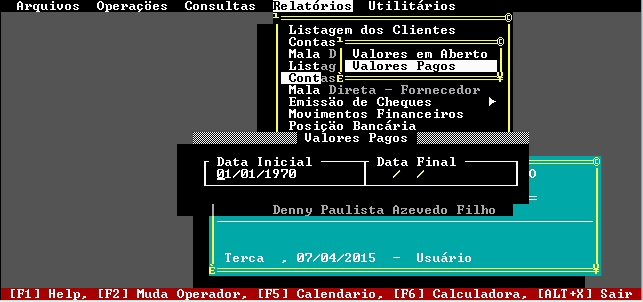 Arquivos Operações Consultas Relatórios Utilitários
Listagem dos Clientes
Contas
Mala D
Valores em Aberto
Listag
Valores Pagos
Contas
Mala Direta - Fornecedor
Emissão de Cheques
Movimentos Financeiros
Posição Bancária
Valores Pagos
Data Inicial Data Final
01/01/1970 / /
O
Denny Paulista Azevedo Filho
Terca , 07/04/2015 - Usuário
[F1] Help, [F2] Muda Operador, [F5] Calendario, [F6] Calculadora, [ALT+X] Sair